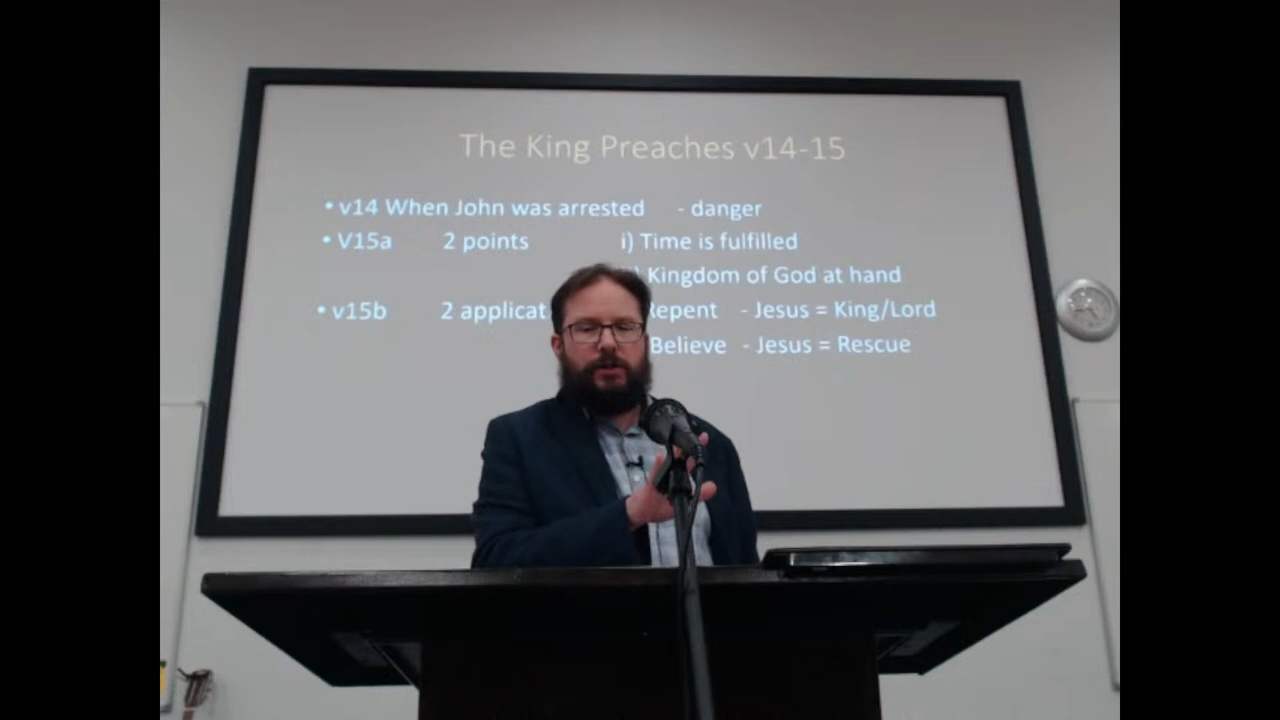 The King Preaches v14-15
• v14 When John was arrested - danger
• V15a 2 points i) Time is fulfilled
Kingdom of God at hand
• v15b 2 Repent - Jesus = King/Lord
Believe - Jesus = Rescue